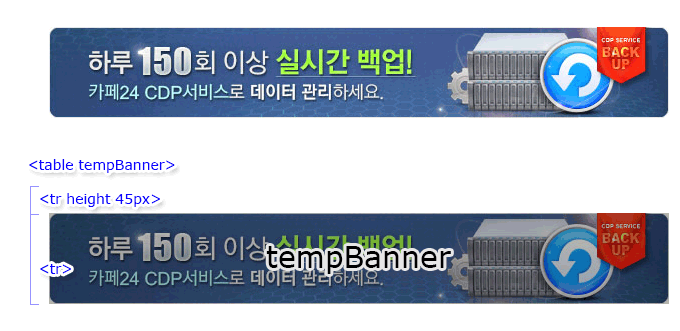 하루 150회 이상 실시간 백업!
카페24 CDP서비스로 데이터 관리하세요.
CDP SERVICE
BACK
UP
<table tempBanner>
<tr height 45px>
하루 150회 이상 실시간 백업!
tempBanner
<tr>
카페24 CDP서비스로 데이터 관리하세요.
CDP SERVICE
BACK
UP